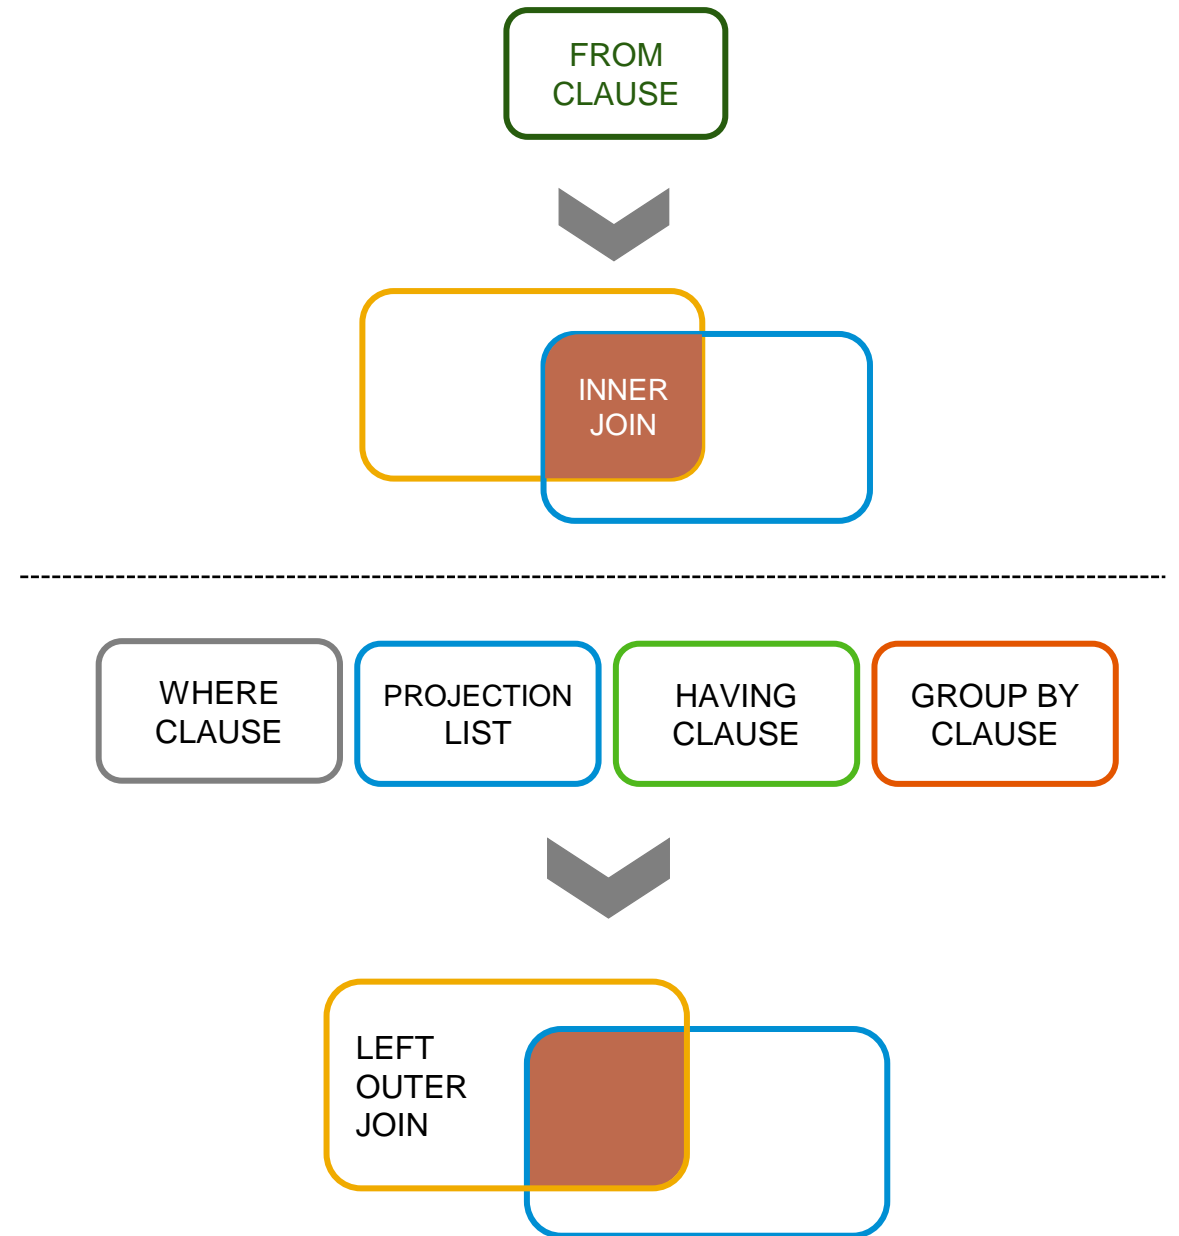 FROM
CLAUSE
INNER
JOIN
WHERE
CLAUSE
PROJECTION
LIST
HAVING
CLAUSE
GROUP BY
CLAUSE
LEFT
OUTER
JOIN